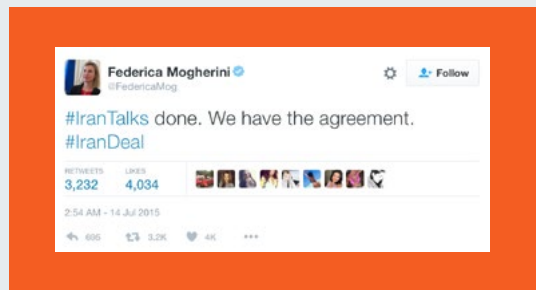 Federica Mogherini
@FedericaMog
Follow
#IranTalks done. We have the agreement.
#IranDeal
RETWEETS LIKES
3,232 4,034
2:54 AM - 14 Jul 2015
3.2K 4K